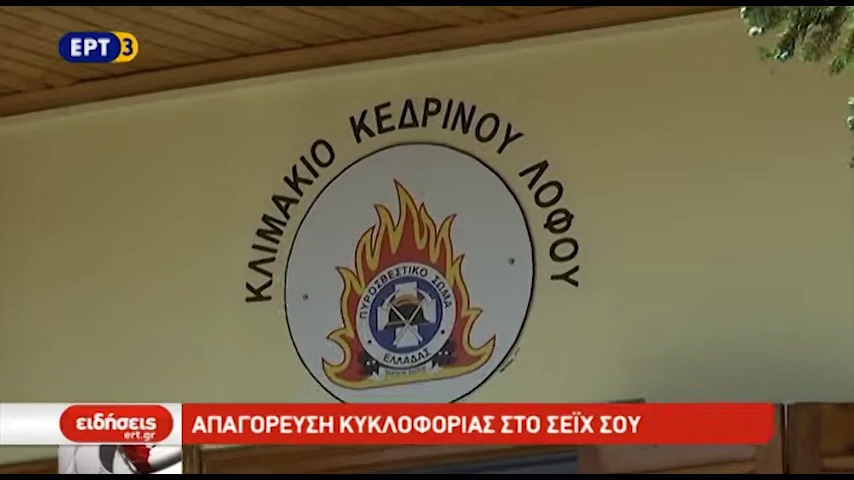 ΕΡΤ3
ΚΛΙΜΑΚΙΟ ΚΕΔΡΙΝΟΥ ΛΟΦΟΥ
ΠΥΡΟΣΒΕΣΤΙΚΟ ΣΩΜΑ
ΕΛΛΑΔΑΣ
ειδήσεις
ert.gr
ΑΠΑΓΟΡΕΥΣΗ ΚΥΚΛΟΦΟΡΙΑΣ ΣΤΟ ΣΕΪΧ ΣΟΥ